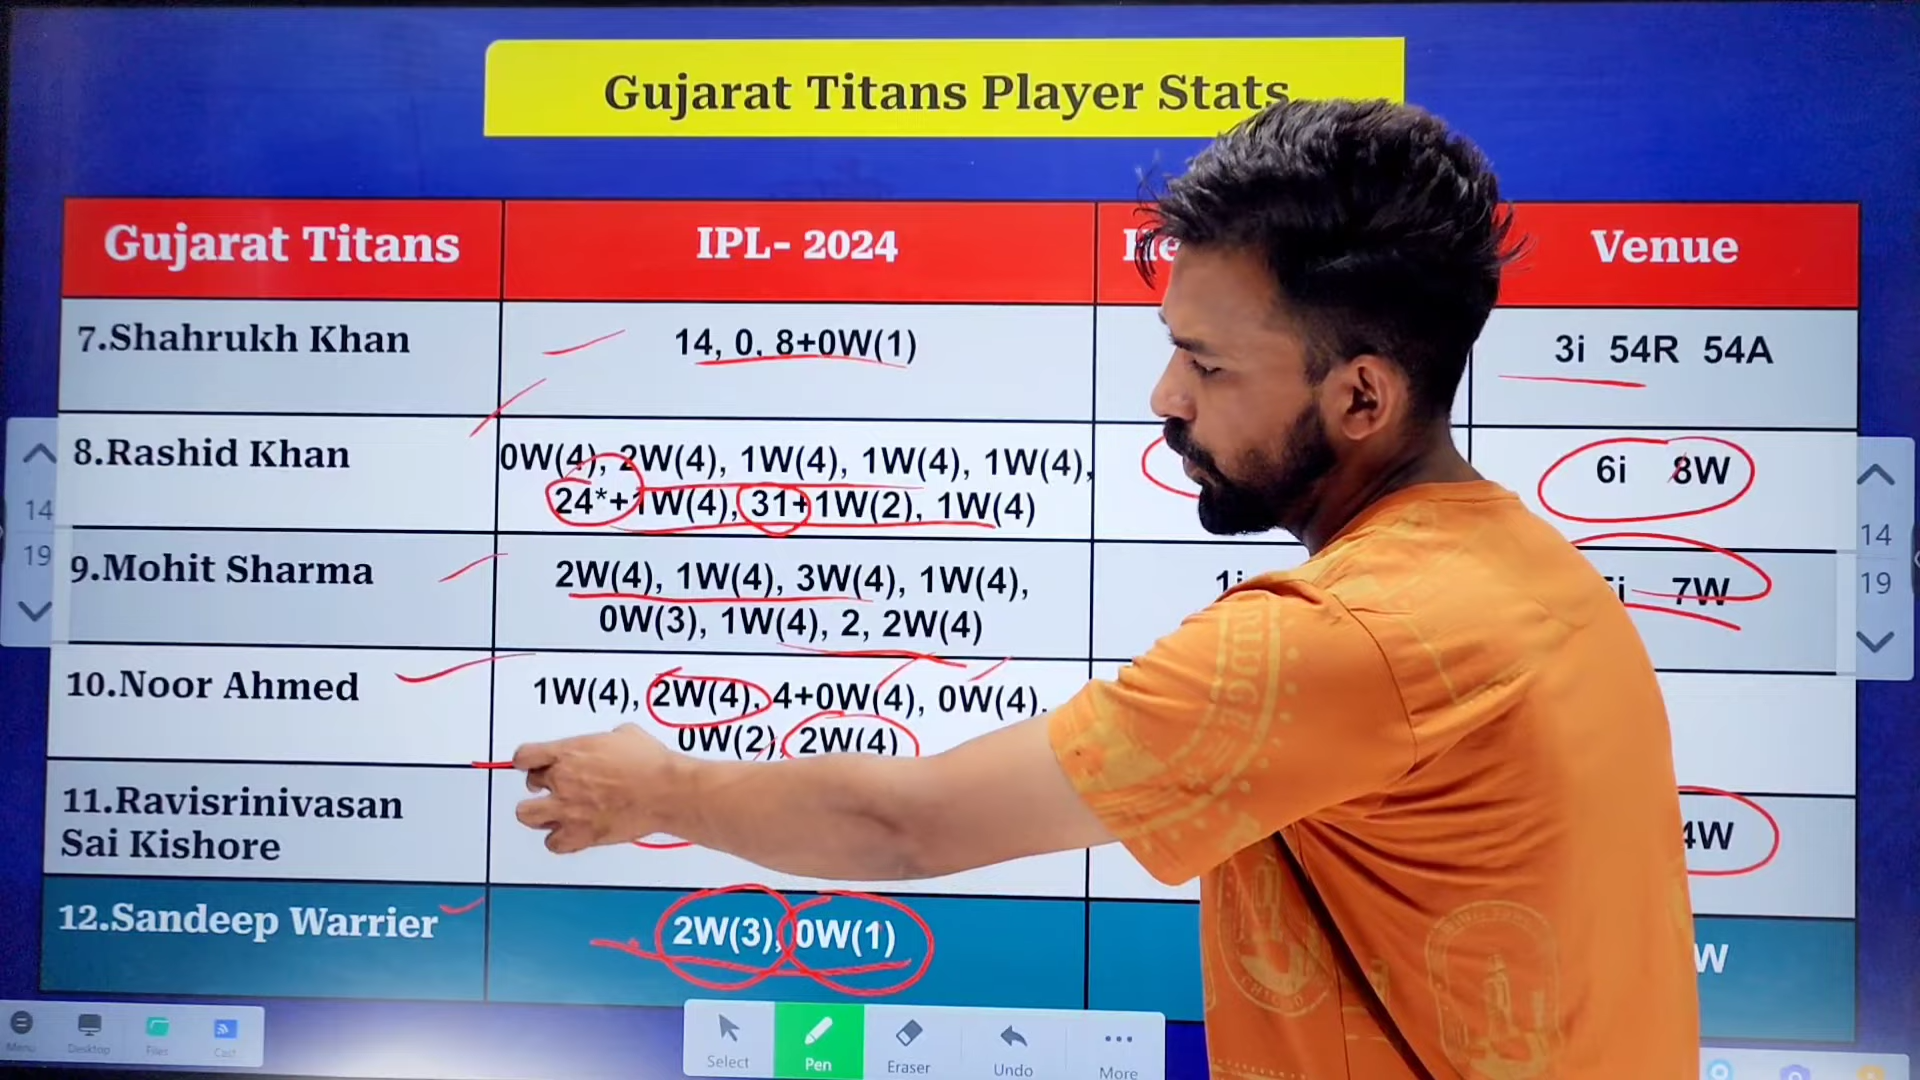 Gujarat Titans Player Stats
Gujarat Titans
IPL- 2024
Venue
7.Shahrukh Khan
14, 0, 8+0W(1)
3i 54R 54A
8.Rashid Khan
0W(4), 2W(4), 1W(4), 1W(4), 1W(4),
24*+1W(4), 31+1W(2), 1W(4)
6i 8W
9.Mohit Sharma
2W(4), 1W(4), 3W(4), 1W(4),
0W(3), 1W(4), 2, 2W(4)
1i
7W
10.Noor Ahmed
1W(4), 2W(4), 4+0W(4), 0W(4),
0W(2), 2W(4)
11.Ravisrinivasan
Sai Kishore
4W
12.Sandeep Warrier
2W(3), 0W(1)
W
14
19
14
19
Menu
Desktop
Files
Cast
Select
Pen
Eraser
Undo
More